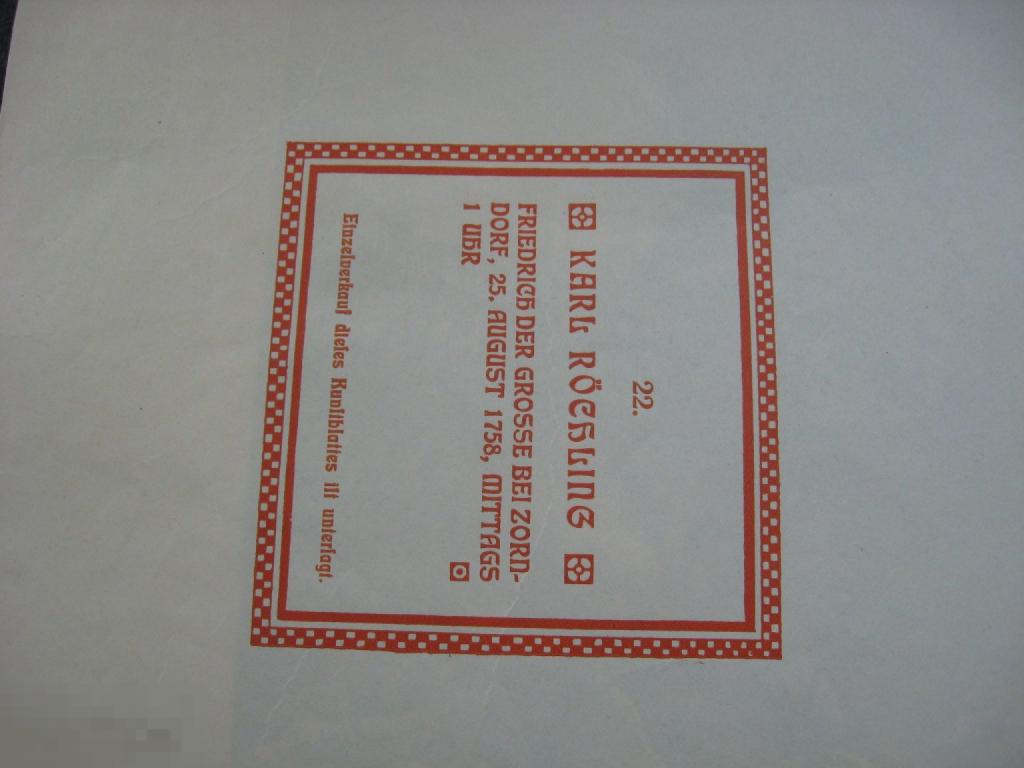 22.
KARL RÖCHLING
FRIEDRICH DER GROSSE BEI ZORN-
DORF, 25. AUGUST 1758, MITTAGS
1 UHR
Einzelverkauf dieses Kunstblattes ist untersagt.